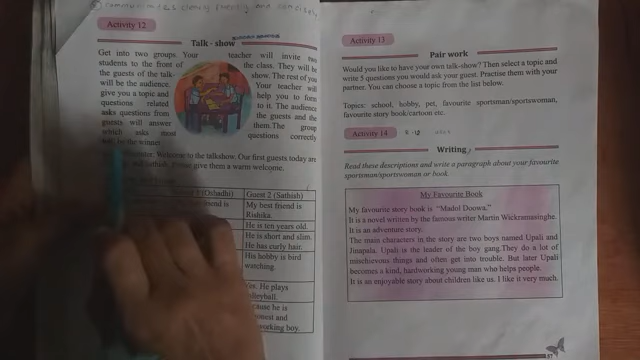 Activity 12
Talk - show
Get into two groups. Your teacher will invite two
students to the front of the class. They will be
the guests of the talk- show. The rest of you
will be the audience. Your teacher will
give you a topic and help you to form
questions related to it. The audience
asks questions from the guests and the
guests will answer them. The group
which asks most questions correctly
be the winner
Welcome to the talkshow. Our first guests today are
give them a warm welcome.
Guest 2 (Sathish)
My best friend is
Rishika.
He is ten years old.
He is short and slim.
He has curly hair.
His hobby is bird
watching.
Yes. He plays
volleyball.
because he is
honest and
working boy.
Activity 13
Pair work
Would you like to have your own talk-show? Then select a topic and
write 5 questions you would ask your guest. Practise them with your
partner. You can choose a topic from the list below.
Topics: school, hobby, pet, favourite sportsman/sportswoman,
favourite story book/cartoon etc.
Activity 14
Writing
Read these descriptions and write a paragraph about your favourite
sportsman/sportswoman or book.
My Favourite Book
My favourite story book is "Madol Doowa."
It is a novel written by the famous writer Martin Wickremasinghe.
It is an adventure story.
The main characters in the story are two boys named Upali and
Jinapala. Upali is the leader of the boy gang.They do a lot of
mischievous things and often get into trouble. But later Upali
becomes a kind, hardworking young man who helps people.
It is an enjoyable story about children like us. I like it very much.